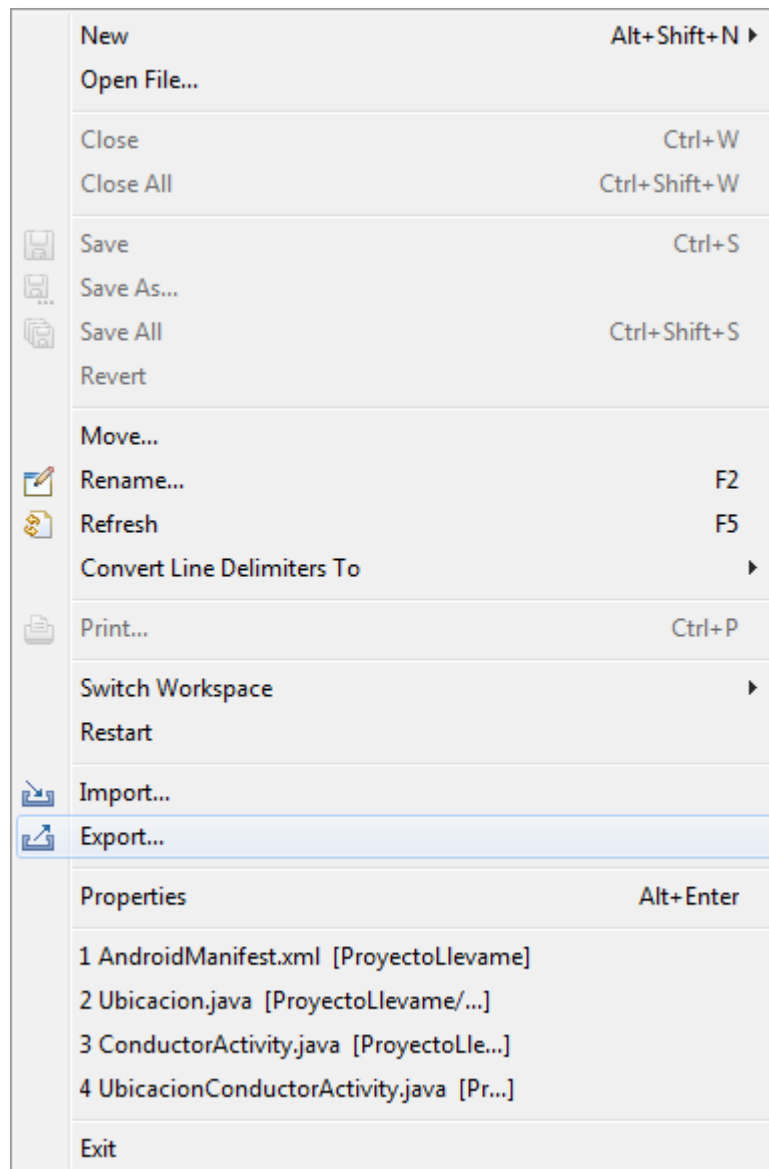 New Alt+Shift+N
Open File...
Close Ctrl+W
Close All Ctrl+Shift+W
Save Ctrl+S
Save As...
Save All Ctrl+Shift+S
Revert
Move...
Rename... F2
Refresh F5
Convert Line Delimiters To
Print... Ctrl+P
Switch Workspace
Restart
Import...
Export...
Properties Alt+Enter
1 AndroidManifest.xml [ProyectoLlevame]
2 Ubicacion.java [ProyectoLlevame/...]
3 ConductorActivity.java [ProyectoLle...]
4 UbicacionConductorActivity.java [Pr...]
Exit